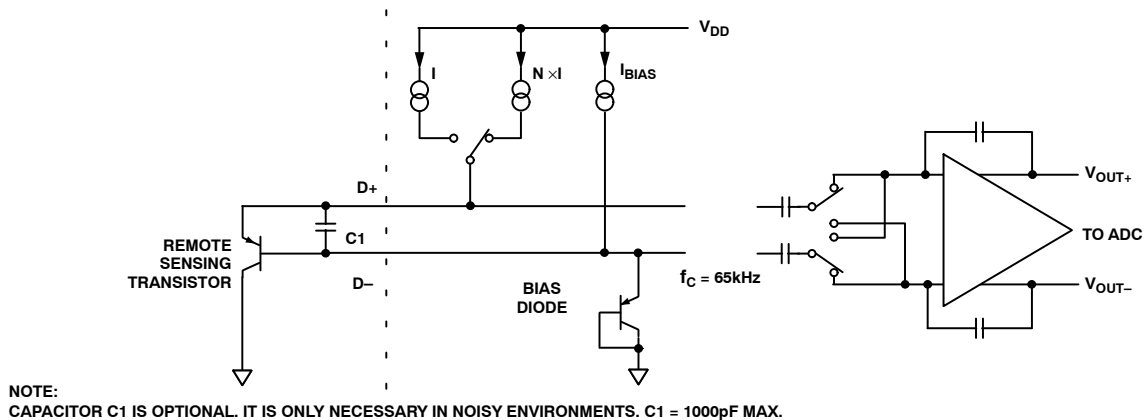 V_DD
I
N ×I
I_BIAS
D+
C1
REMOTE
SENSING
TRANSISTOR
D–
BIAS
DIODE
f_C = 65kHz
V_OUT+
TO ADC
V_OUT–
NOTE:
CAPACITOR C1 IS OPTIONAL. IT IS ONLY NECESSARY IN NOISY ENVIRONMENTS. C1 = 1000pF MAX.